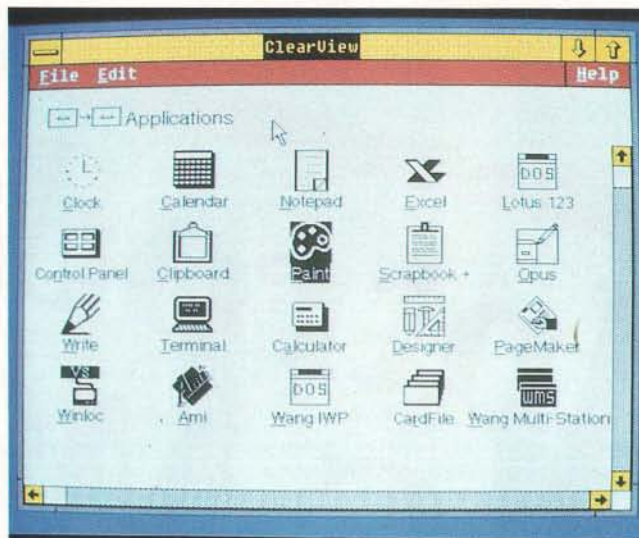 ClearView
File Edit Help
Applications
Clock Calendar Notepad Excel DOS Lotus 123
Control Panel Clipboard Paint Scrapbook + Opus
Write Terminal Calculator Designer PageMaker
VS Winloc Ami Ami DOS Wang IWP CardFile wms Wang Multi-Station